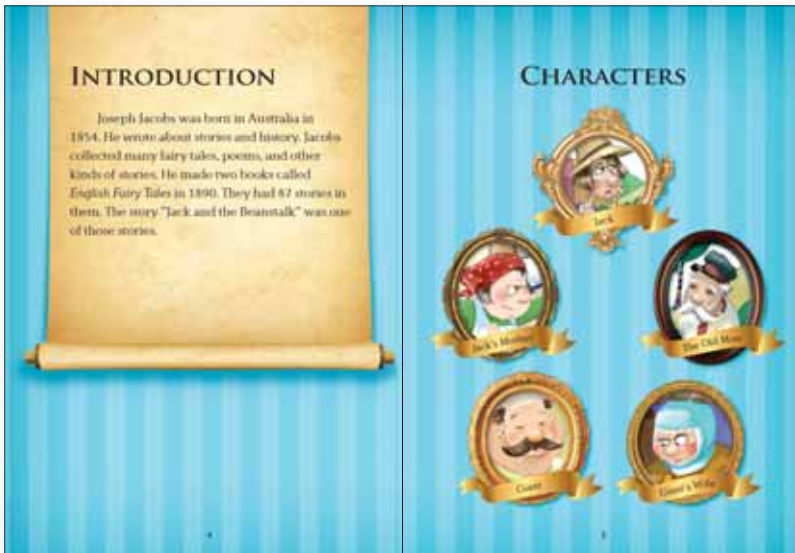 INTRODUCTION
Joseph Jacobs was born in Australia in
1854. He wrote about stories and history. Jacobs
collected many fairy tales, poems, and other
kinds of stories. He made two books called
English Fairy Tales in 1890. They had 87 stories in
them. The story "Jack and the Beanstalk" was one
of those stories.
4
CHARACTERS
Jack
Jack's Mother
The Old Man
Giant
Giant's Wife
5